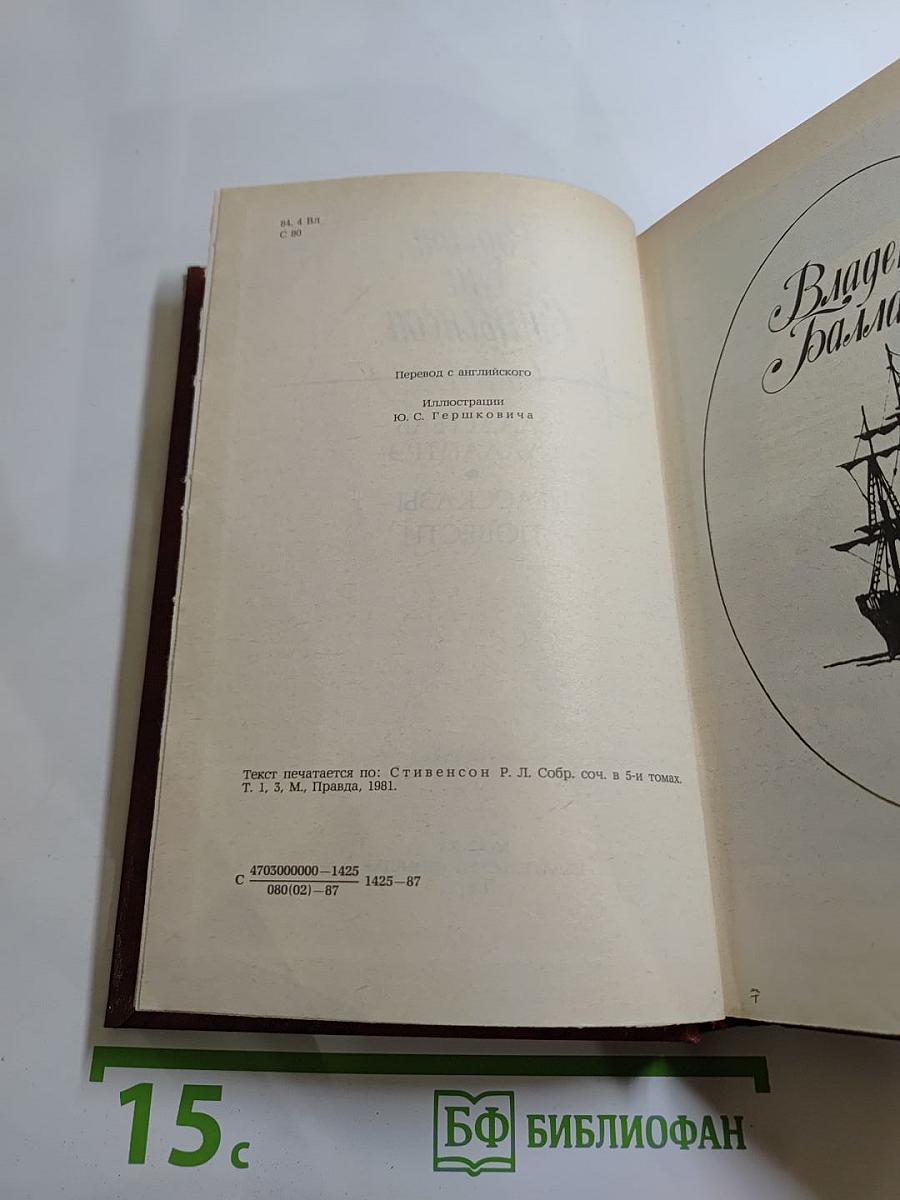 84. 4 Вл
С 80
Перевод с английского
Иллюстрации
Ю. С. Гершковича
Текст печатается по: Стивенсон Р. Л. Собр. соч. в 5-и томах.
Т. 1, 3, М., Правда, 1981.
С 4703000000—1425 1425—87
080(02)—87
15 с
БФ БИБЛИОФАН